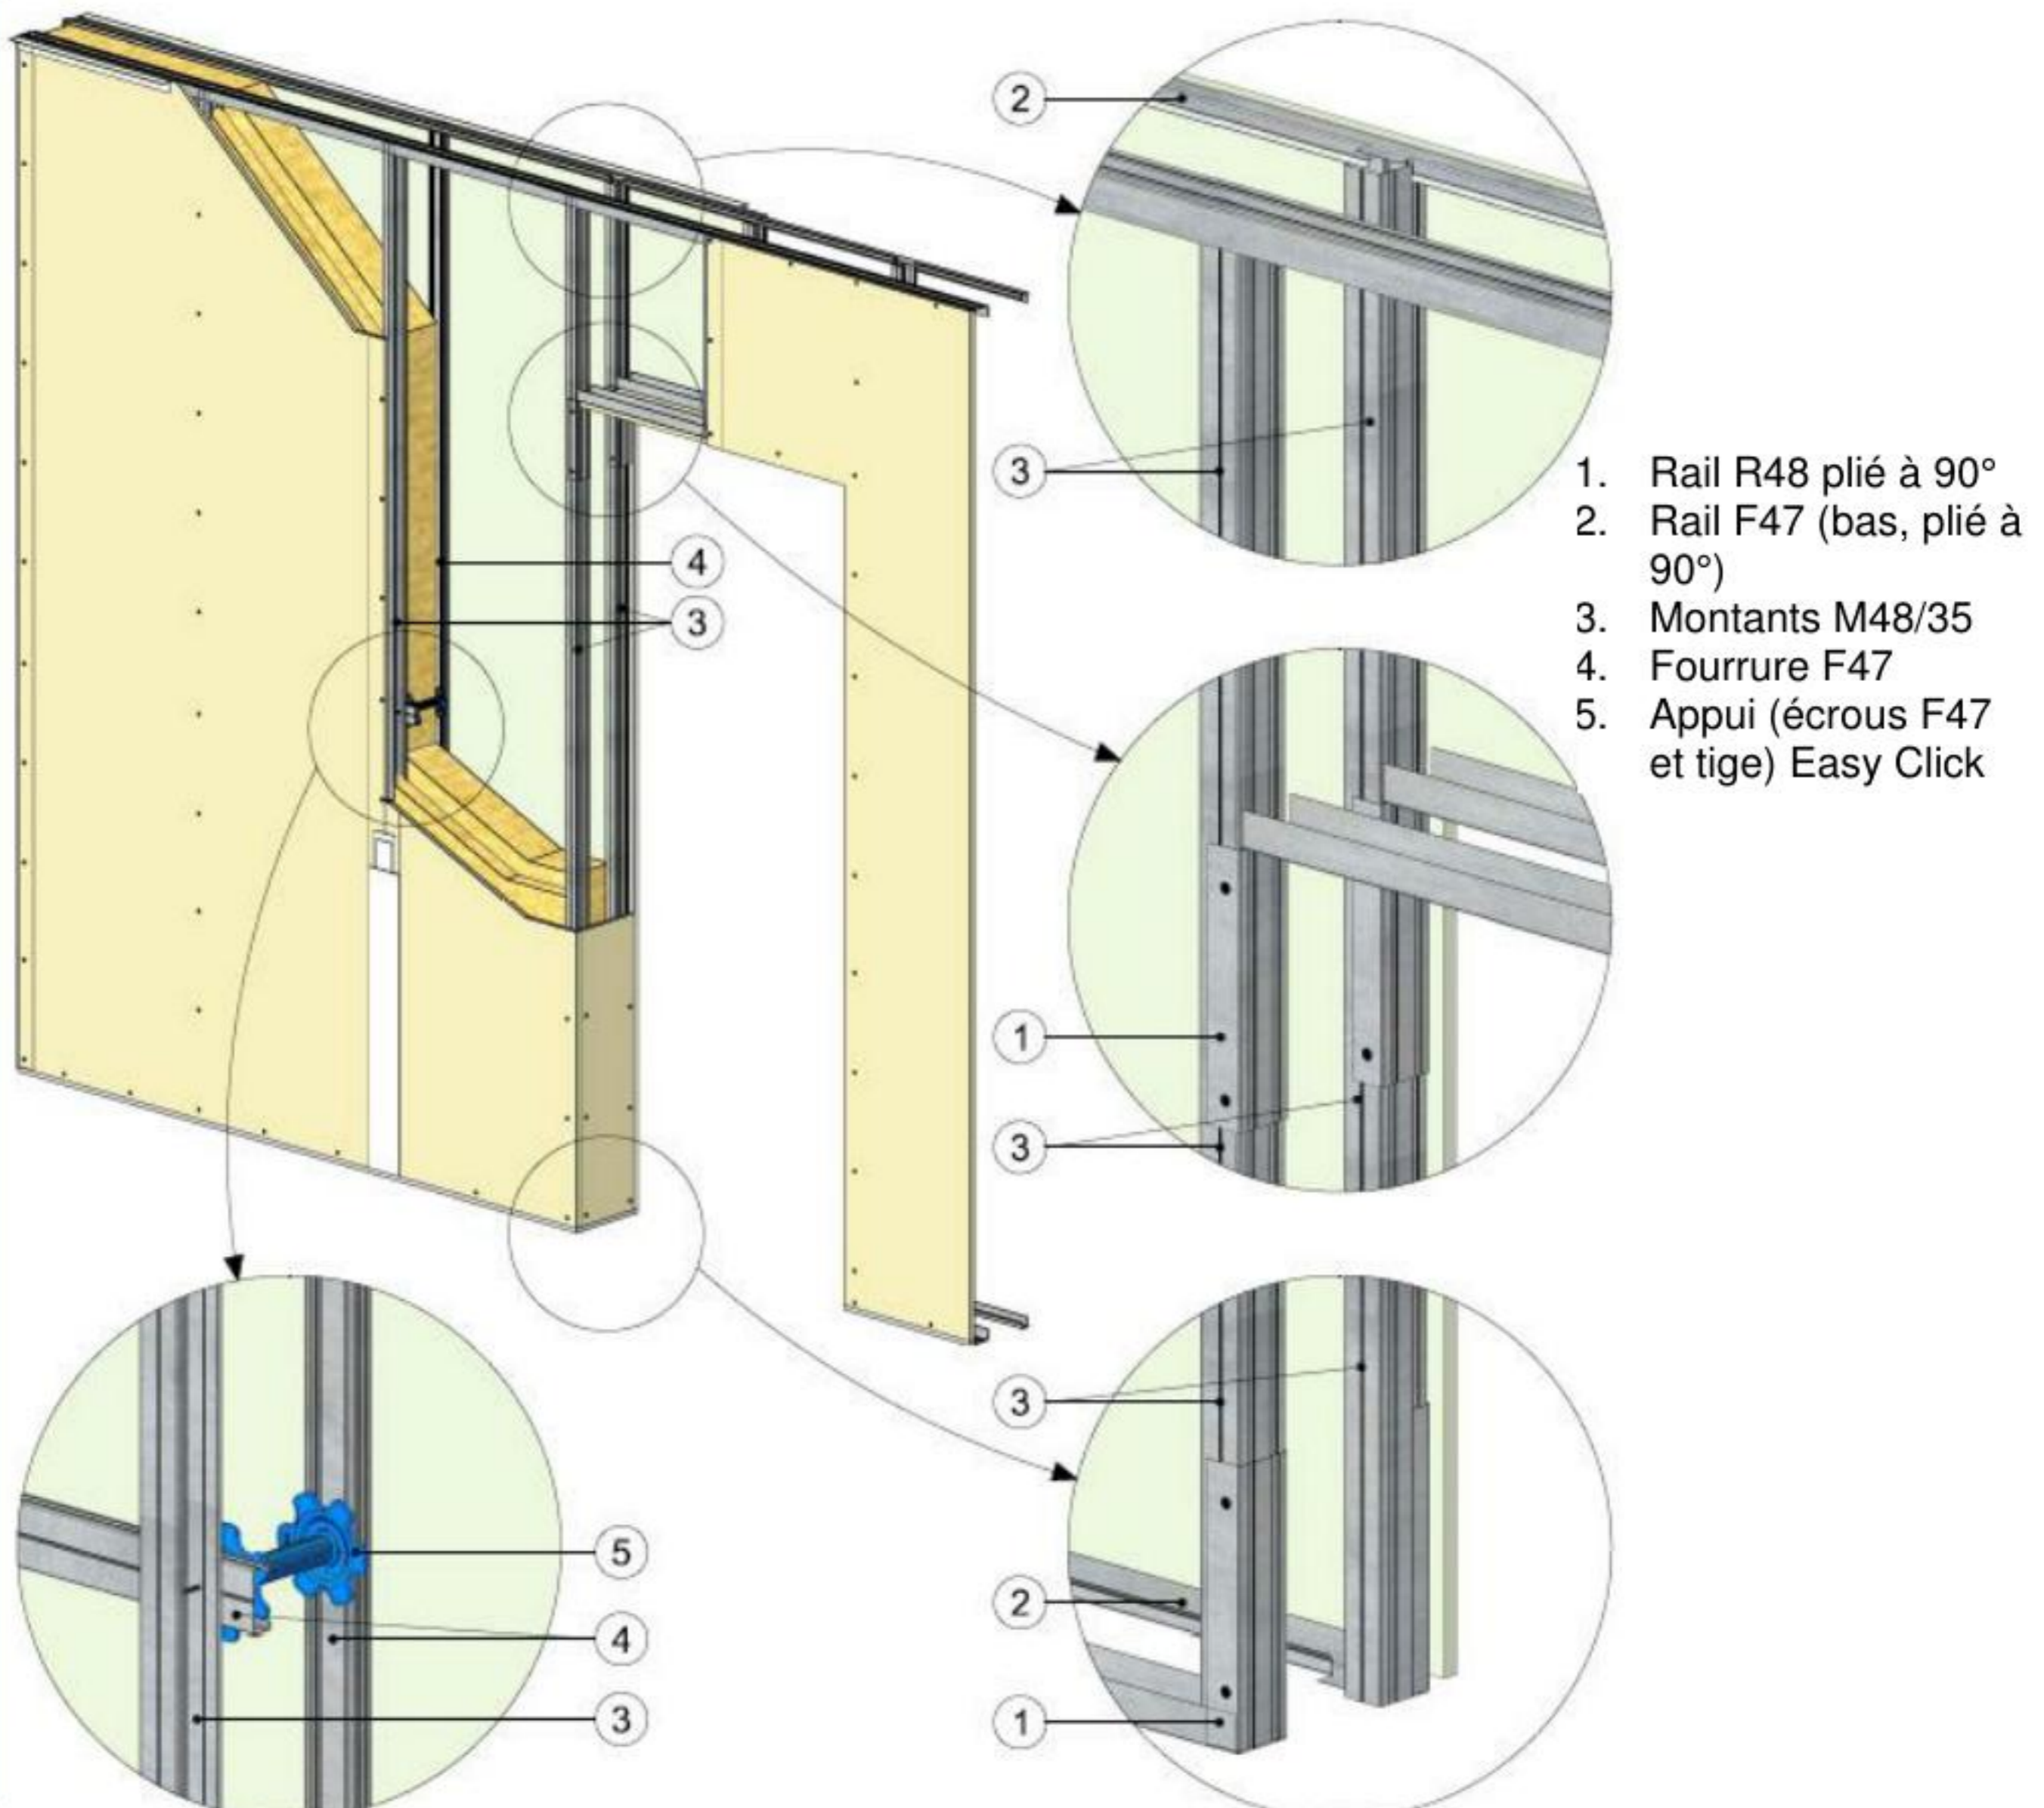 2
3
1. Rail R48 plié à 90°
2. Rail F47 (bas, plié à
90°)
3. Montants M48/35
4. Fourrure F47
5. Appui (écrous F47
et tige) Easy Click
4
3
1
3
3
5
2
4
3
1